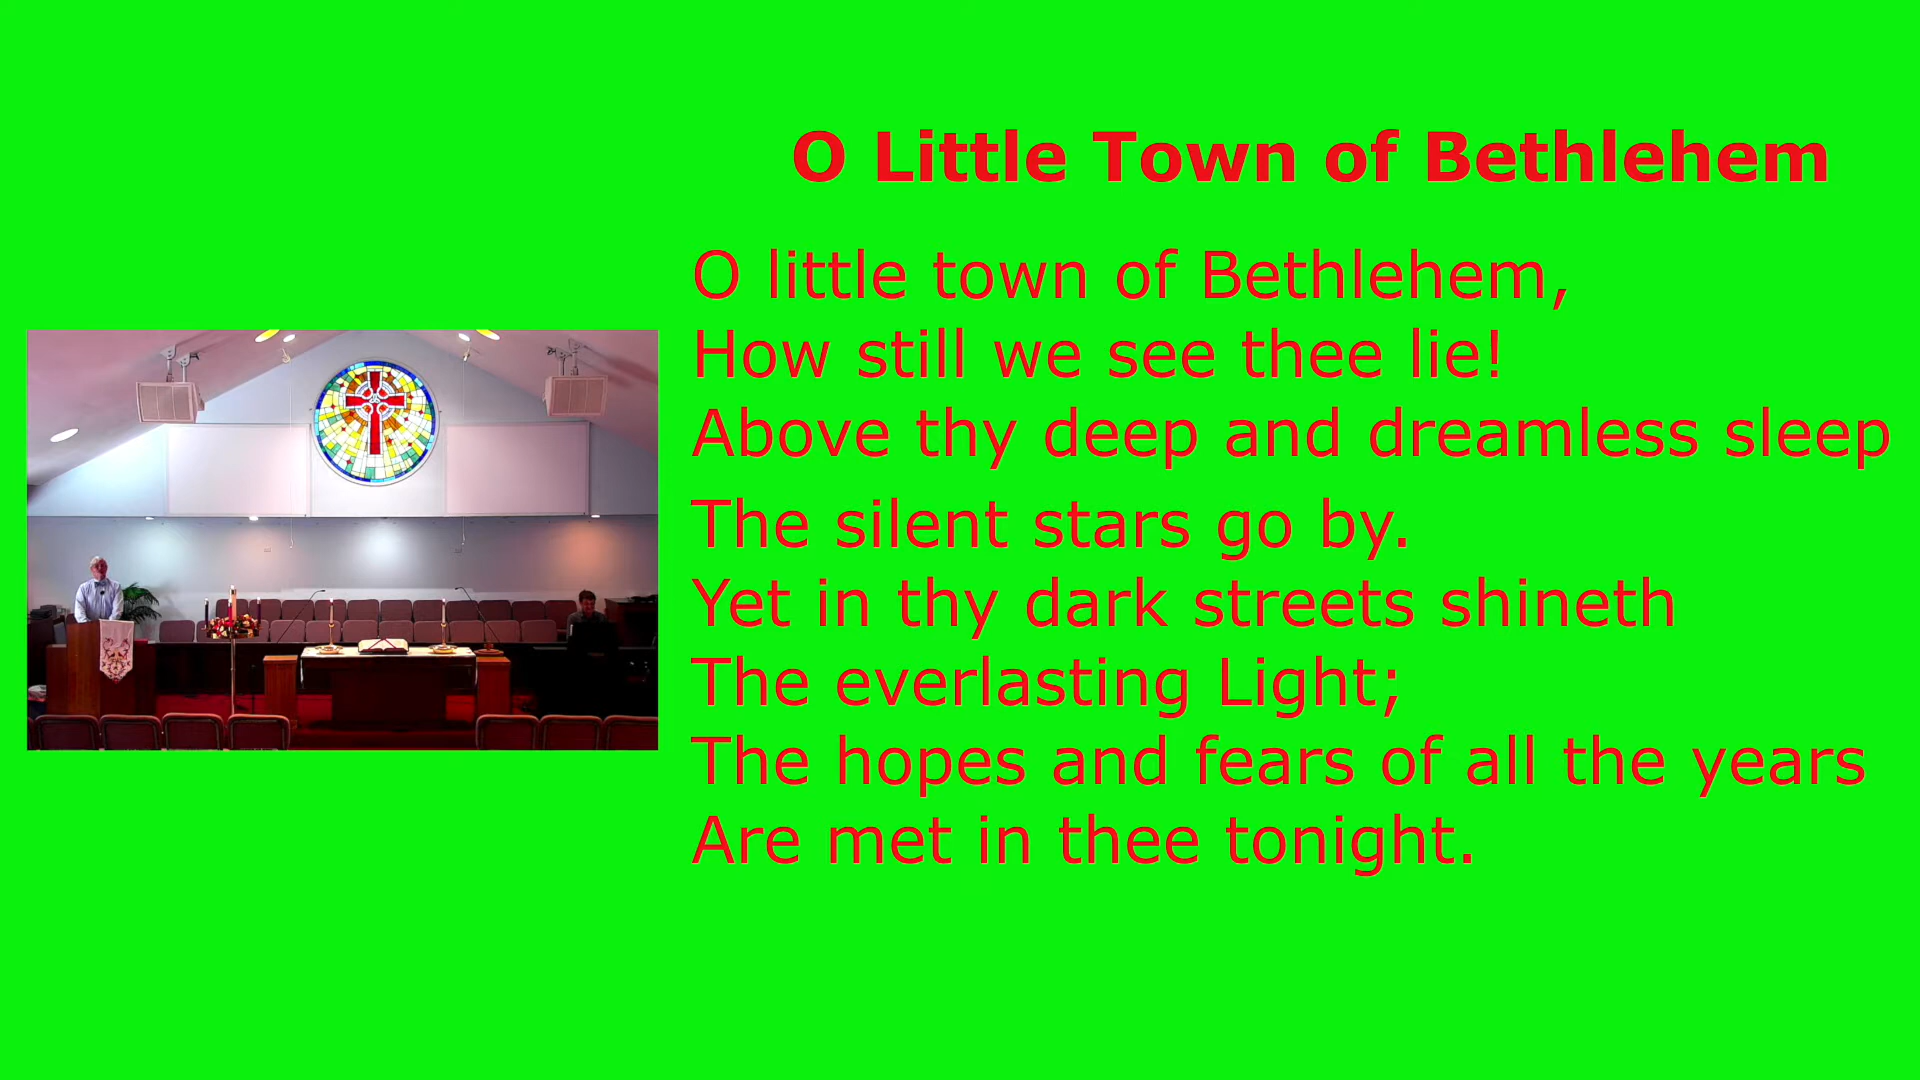 O Little Town of Bethlehem
O little town of Bethlehem,
How still we see thee lie!
Above thy deep and dreamless sleep
The silent stars go by.
Yet in thy dark streets shineth
The everlasting Light;
The hopes and fears of all the years
Are met in thee tonight.